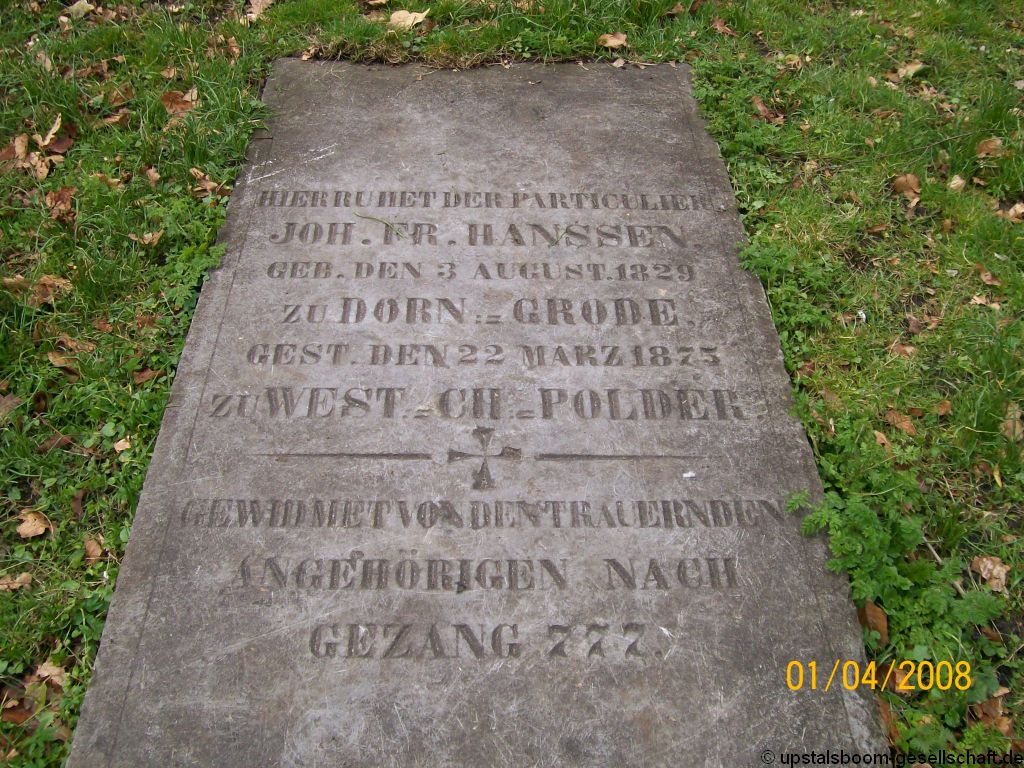 HIER RUHET DER PARTICULIER
JOH. FR. HANSSEN,
GEB. DEN 3 AUGUST. 1829
ZU DORN := GRODE,
GEST. DEN 22 MÄRZ 1875
ZU WEST.=CH.=POLDER
GEWIDMET VON DEN TRAUERNDEN
ANGEHÖRIGEN NACH
GEZANG 777.
01/04/2008
© upstalsboom-gesellschaft.de